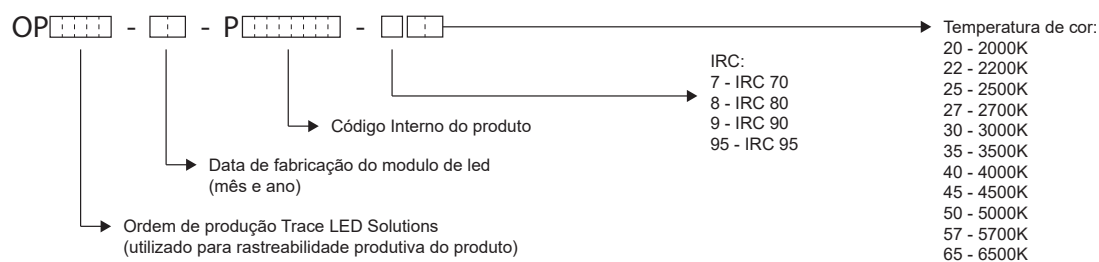 OP - - P -
Temperatura de cor:
20 - 2000K
22 - 2200K
25 - 2500K
27 - 2700K
30 - 3000K
35 - 3500K
40 - 4000K
45 - 4500K
50 - 5000K
57 - 5700K
65 - 6500K
IRC:
7 - IRC 70
8 - IRC 80
9 - IRC 90
95 - IRC 95
Código Interno do produto
Data de fabricação do modulo de led
(mês e ano)
Ordem de produção Trace LED Solutions
(utilizado para rastreabilidade produtiva do produto)